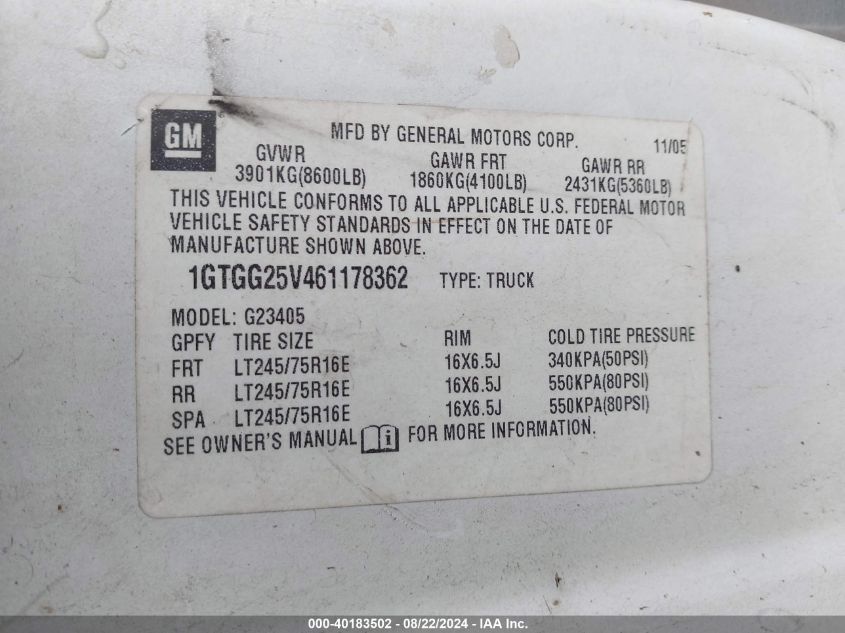 GM
MFD BY GENERAL MOTORS CORP. 11/05
GVWR GAWR FRT GAWR RR
3901KG(8600LB) 1860KG(4100LB) 2431KG(5360LB)
THIS VEHICLE CONFORMS TO ALL APPLICABLE U.S. FEDERAL MOTOR
VEHICLE SAFETY STANDARDS IN EFFECT ON THE DATE OF
MANUFACTURE SHOWN ABOVE.
1GTGG25V461178362 TYPE: TRUCK
MODEL: G23405
GPFY TIRE SIZE RIM COLD TIRE PRESSURE
FRT LT245/75R16E 16X6.5J 340KPA(50PSI)
RR LT245/75R16E 16X6.5J 550KPA(80PSI)
SPA LT245/75R16E 16X6.5J 550KPA(80PSI)
SEE OWNER'S MANUAL i FOR MORE INFORMATION.
000-40183502 - 08/22/2024 - IAA Inc.